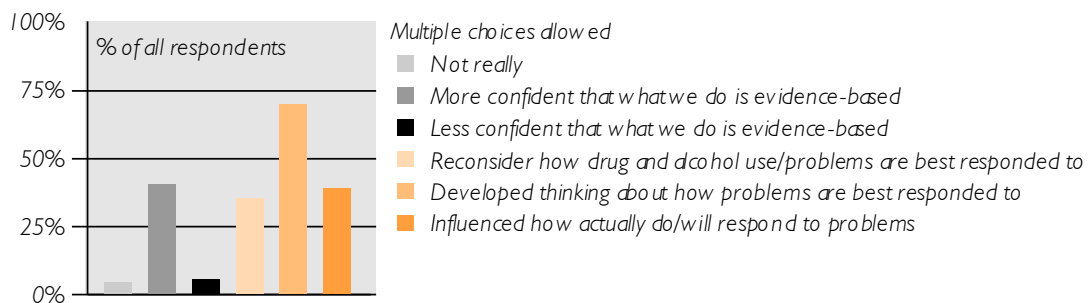 100%
% of all respondents
75%
50%
25%
0%
Multiple choices allowed
Not really
More confident that what we do is evidence-based
Less confident that what we do is evidence-based
Reconsider how drug and alcohol use/problems are best responded to
Developed thinking about how problems are best responded to
Influenced how actually do/will respond to problems